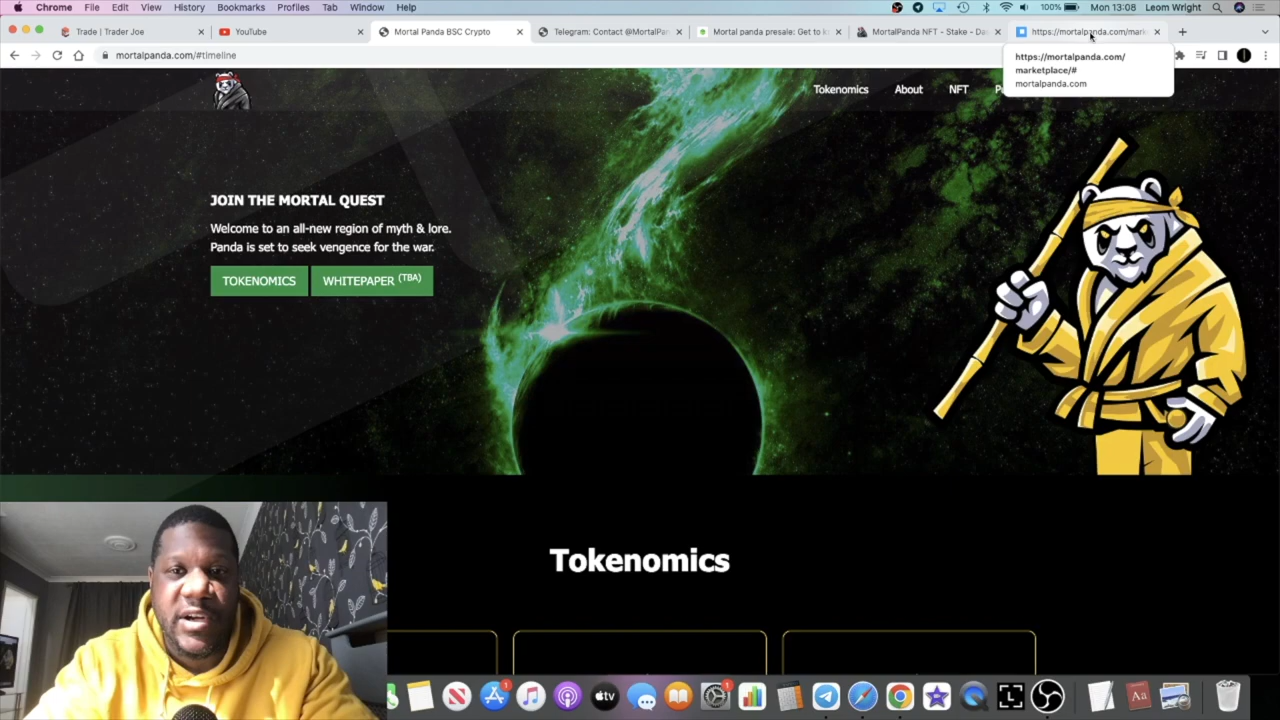 Chrome File Edit View History Bookmarks Profiles Tab Window Help 100% Mon 13:08 Leom Wright
Trade | Trader Joe YouTube Mortal Panda BSC Crypto Telegram: Contact @MortalPan Mortal panda presale: Get to k MortalPanda NFT - Stake - Das https://mortalpanda.com/mark
mortalpanda.com/#timeline
https://mortalpanda.com/
marketplace/#
mortalpanda.com
Tokenomics About NFT
JOIN THE MORTAL QUEST
Welcome to an all-new region of myth & lore.
Panda is set to seek vengence for the war.
TOKENOMICS WHITEPAPER (TBA)
Tokenomics
tv